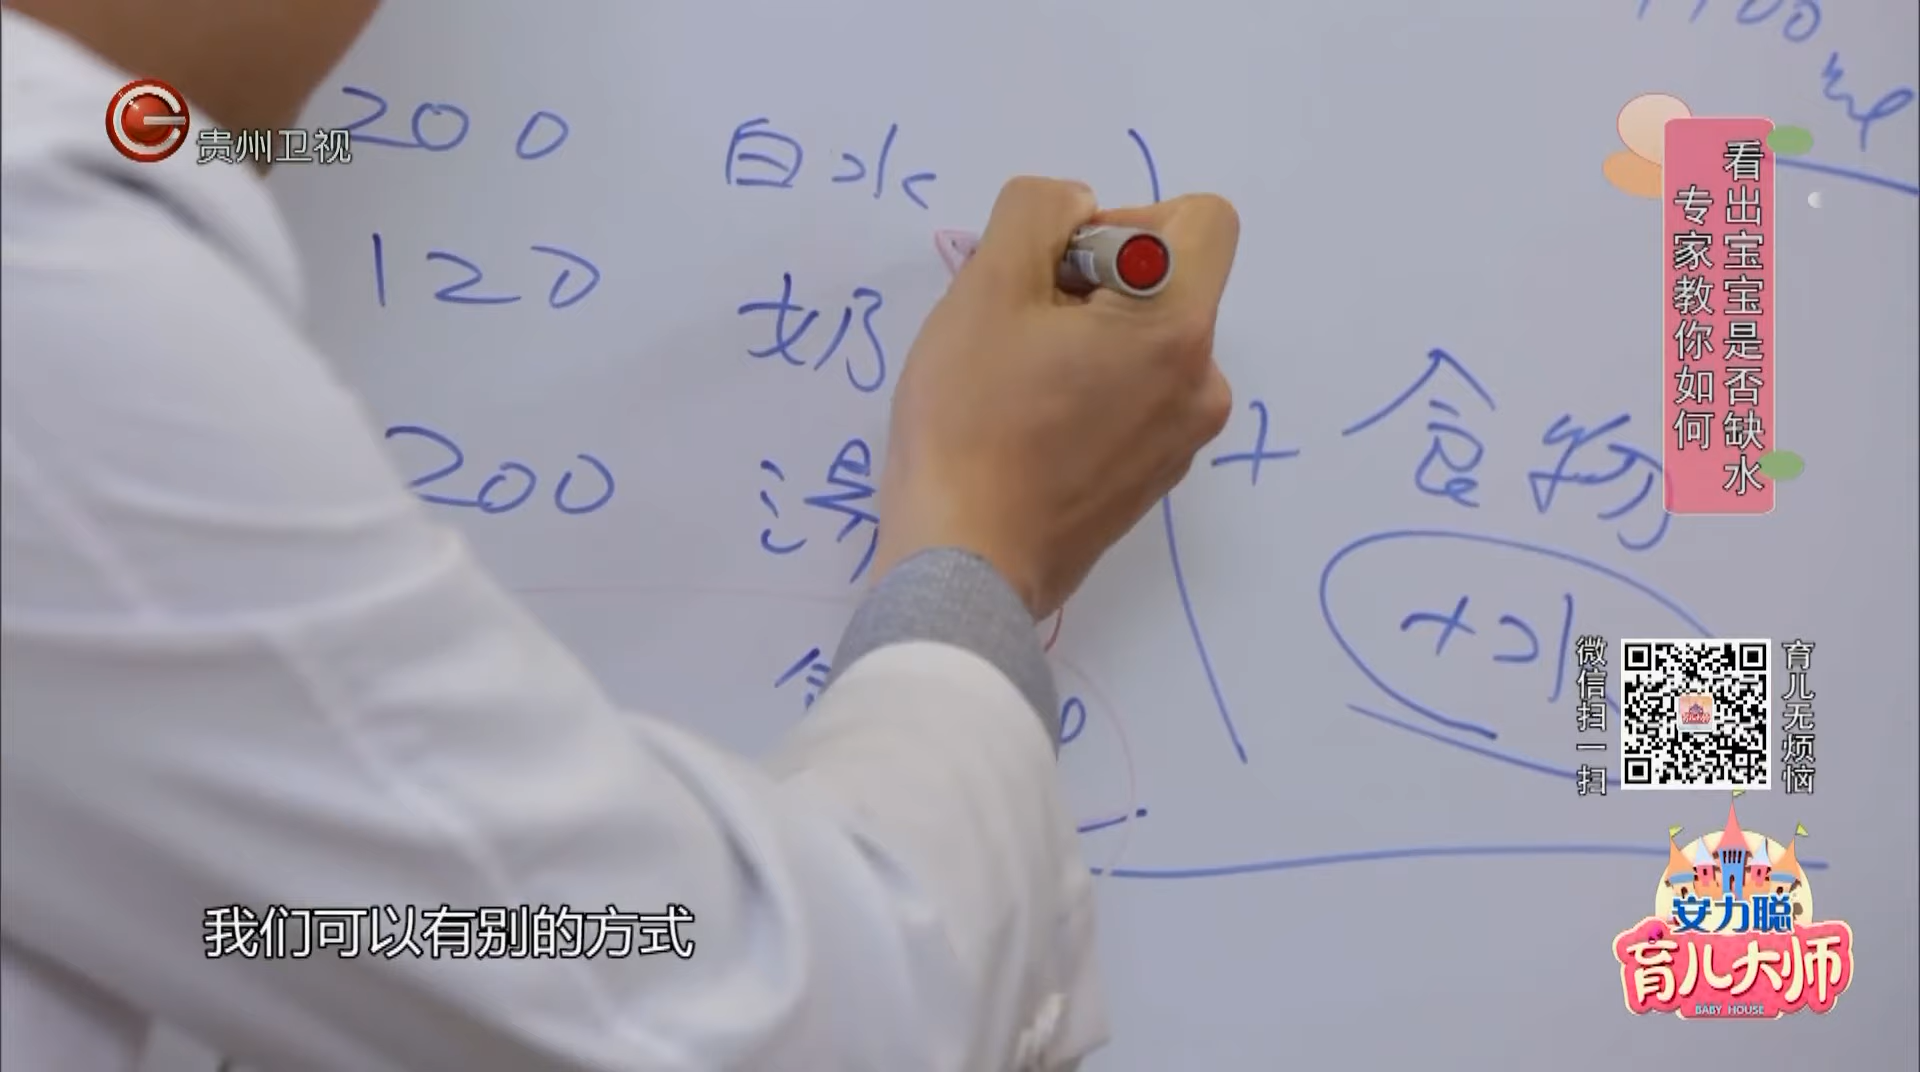 贵州卫视
200 白水
120 奶
200 汤
+ 食物
+水
0
专家教你如何
看出宝宝是否缺水
微信扫一扫
育儿无烦恼
我们可以有别的方式
安力聪
育儿大师
BABY HOUSE